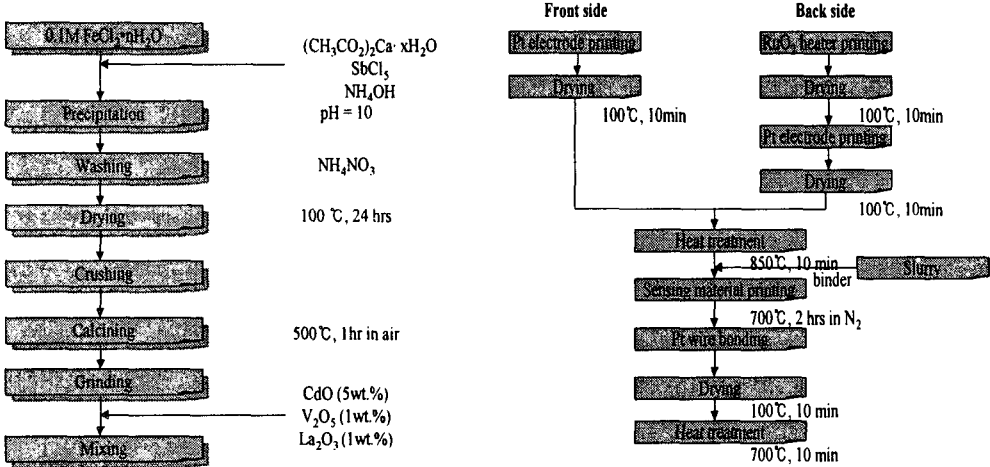 0.1M FeCl₂•nH₂O
(CH₃CO₂)₂Ca· xH₂O
SbCl₅
NH₄OH
Precipitation
pH = 10
Washing
NH₄NO₃
Drying
100 ℃, 24 hrs
Crushing
Calcining
500℃, 1hr in air
Grinding
CdO (5wt.%)
V₂O₅ (1wt.%)
La₂O₃ (1wt.%)
Mixing
Front side
Pt electrode printing
Drying
100℃, 10min
Back side
RuO₂ heater printing
Drying
100℃, 10min
Pt electrode printing
Drying
100℃, 10min
Heat treatment
850℃, 10 min
binder
Slurry
Sensing material printing
700℃, 2 hrs in N₂
Pt wire bonding
Drying
100℃, 10 min
Heat treatment
700℃, 10 min